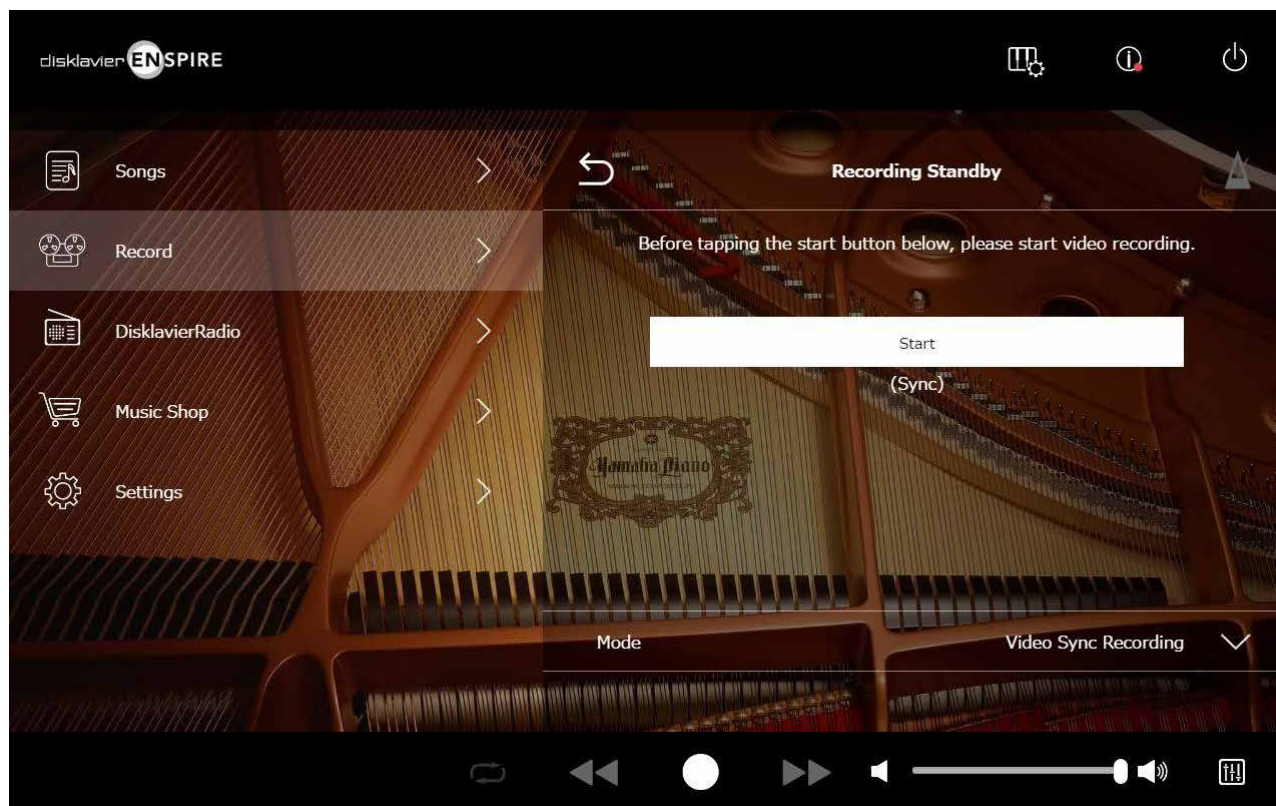 disklavier ENSPIRE
Songs
Record
DisklavierRadio
Music Shop
Settings
Recording Standby
Before tapping the start button below, please start video recording.
Start
(Sync)
Yamaha Piano
Mode
Video Sync Recording